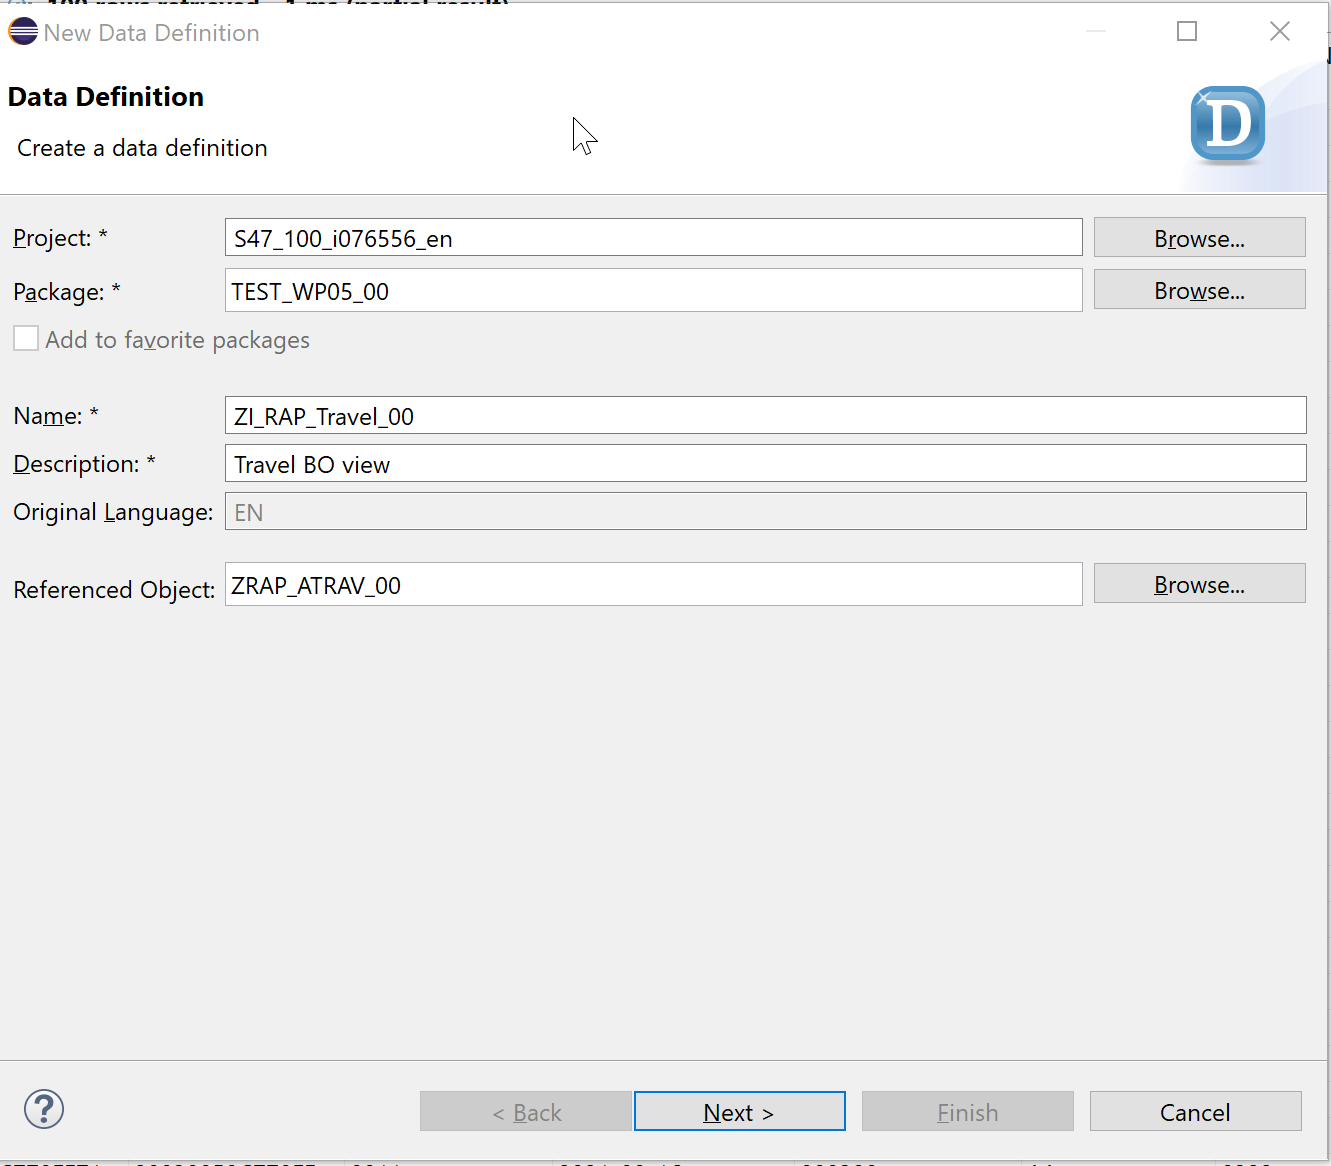 New Data Definition
Data Definition
Create a data definition
D
Project: * S47_100_i076556_en Browse...
Package: * TEST_WP05_00 Browse...
Add to favorite packages
Name: * ZI_RAP_Travel_00
Description: * Travel BO view
Original Language: EN
Referenced Object: ZRAP_ATRAV_00 Browse...
? < Back Next > Finish Cancel